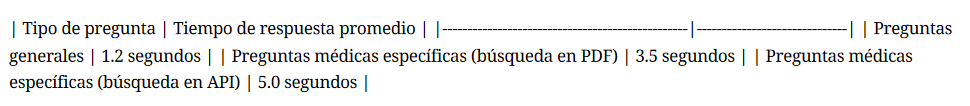 | Tipo de pregunta | Tiempo de respuesta promedio | |---------------------------------------------------|-------------------------------| | Preguntas
generales | 1.2 segundos | | Preguntas médicas específicas (búsqueda en PDF) | 3.5 segundos | | Preguntas médicas
específicas (búsqueda en API) | 5.0 segundos |